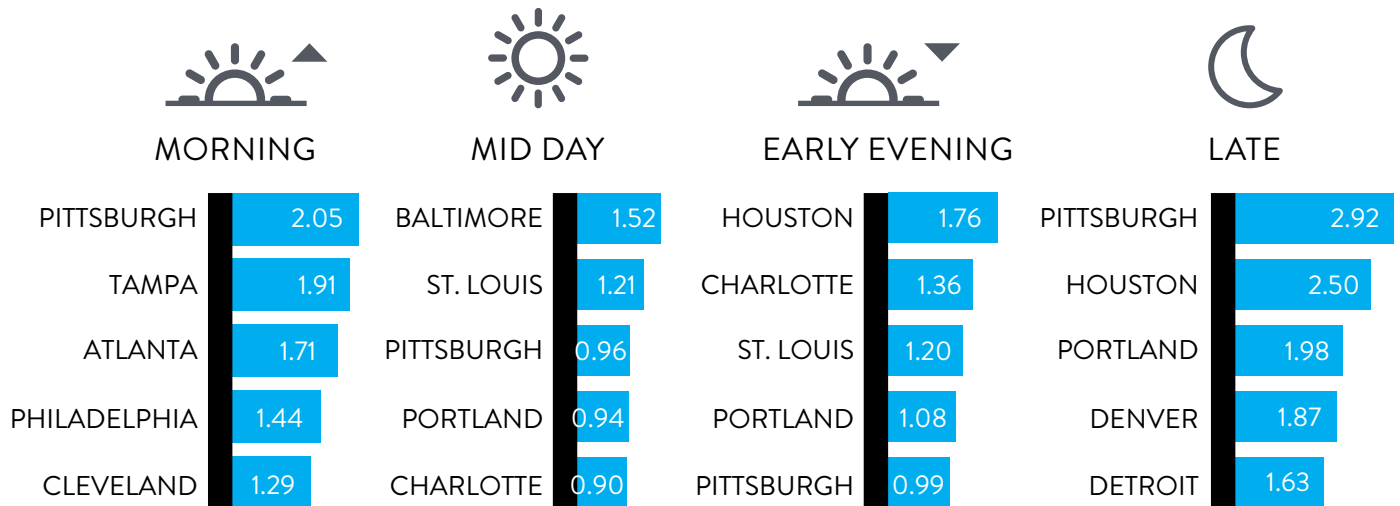 MORNING
PITTSBURGH 2.05
TAMPA 1.91
ATLANTA 1.71
PHILADELPHIA 1.44
CLEVELAND 1.29
MID DAY
BALTIMORE 1.52
ST. LOUIS 1.21
PITTSBURGH 0.96
PORTLAND 0.94
CHARLOTTE 0.90
EARLY EVENING
HOUSTON 1.76
CHARLOTTE 1.36
ST. LOUIS 1.20
PORTLAND 1.08
PITTSBURGH 0.99
LATE
PITTSBURGH 2.92
HOUSTON 2.50
PORTLAND 1.98
DENVER 1.87
DETROIT 1.63